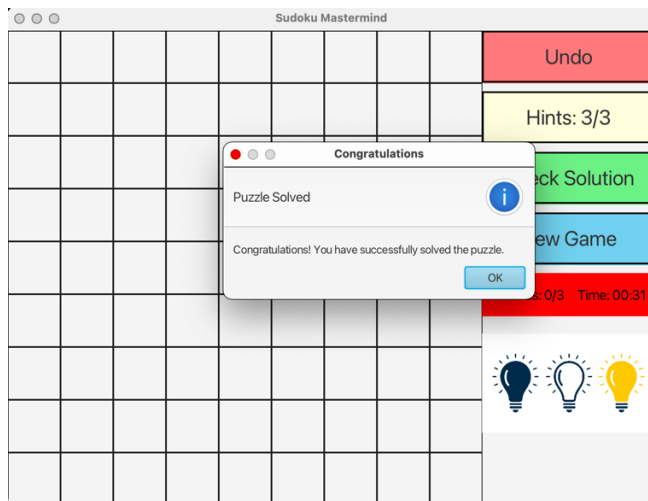 Sudoku Mastermind
Undo
Hints: 3/3
Congratulations
Puzzle Solved
i
eck Solution
Congratulations! You have successfully solved the puzzle.
ew Game
OK
s: 0/3 Time: 00:31